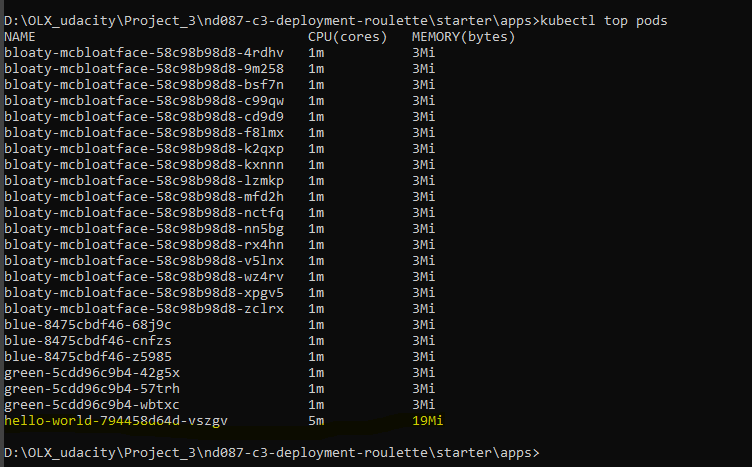 D:\OLX_udacity\Project_3\nd087-c3-deployment-roulette\starter\apps>kubectl top pods
NAME CPU(cores) MEMORY(bytes)
bloaty-mcbloatface-58c98b98d8-4rdhv 1m 3Mi
bloaty-mcbloatface-58c98b98d8-9m258 1m 3Mi
bloaty-mcbloatface-58c98b98d8-bsf7n 1m 3Mi
bloaty-mcbloatface-58c98b98d8-c99qw 1m 3Mi
bloaty-mcbloatface-58c98b98d8-cd9d9 1m 3Mi
bloaty-mcbloatface-58c98b98d8-f8lmx 1m 3Mi
bloaty-mcbloatface-58c98b98d8-k2qxp 1m 3Mi
bloaty-mcbloatface-58c98b98d8-kxnnn 1m 3Mi
bloaty-mcbloatface-58c98b98d8-lzmkp 1m 3Mi
bloaty-mcbloatface-58c98b98d8-mfd2h 1m 3Mi
bloaty-mcbloatface-58c98b98d8-nctfq 1m 3Mi
bloaty-mcbloatface-58c98b98d8-nn5bg 1m 3Mi
bloaty-mcbloatface-58c98b98d8-rx4hn 1m 3Mi
bloaty-mcbloatface-58c98b98d8-v5lnx 1m 3Mi
bloaty-mcbloatface-58c98b98d8-wz4rv 1m 3Mi
bloaty-mcbloatface-58c98b98d8-xpgv5 1m 3Mi
bloaty-mcbloatface-58c98b98d8-zclrx 1m 3Mi
blue-8475cbdf46-68j9c 1m 3Mi
blue-8475cbdf46-cnfzs 1m 3Mi
blue-8475cbdf46-z5985 1m 3Mi
green-5cdd96c9b4-42g5x 1m 3Mi
green-5cdd96c9b4-57trh 1m 3Mi
green-5cdd96c9b4-wbtxc 1m 3Mi
hello-world-794458d64d-vszgv 5m 19Mi
D:\OLX_udacity\Project_3\nd087-c3-deployment-roulette\starter\apps>